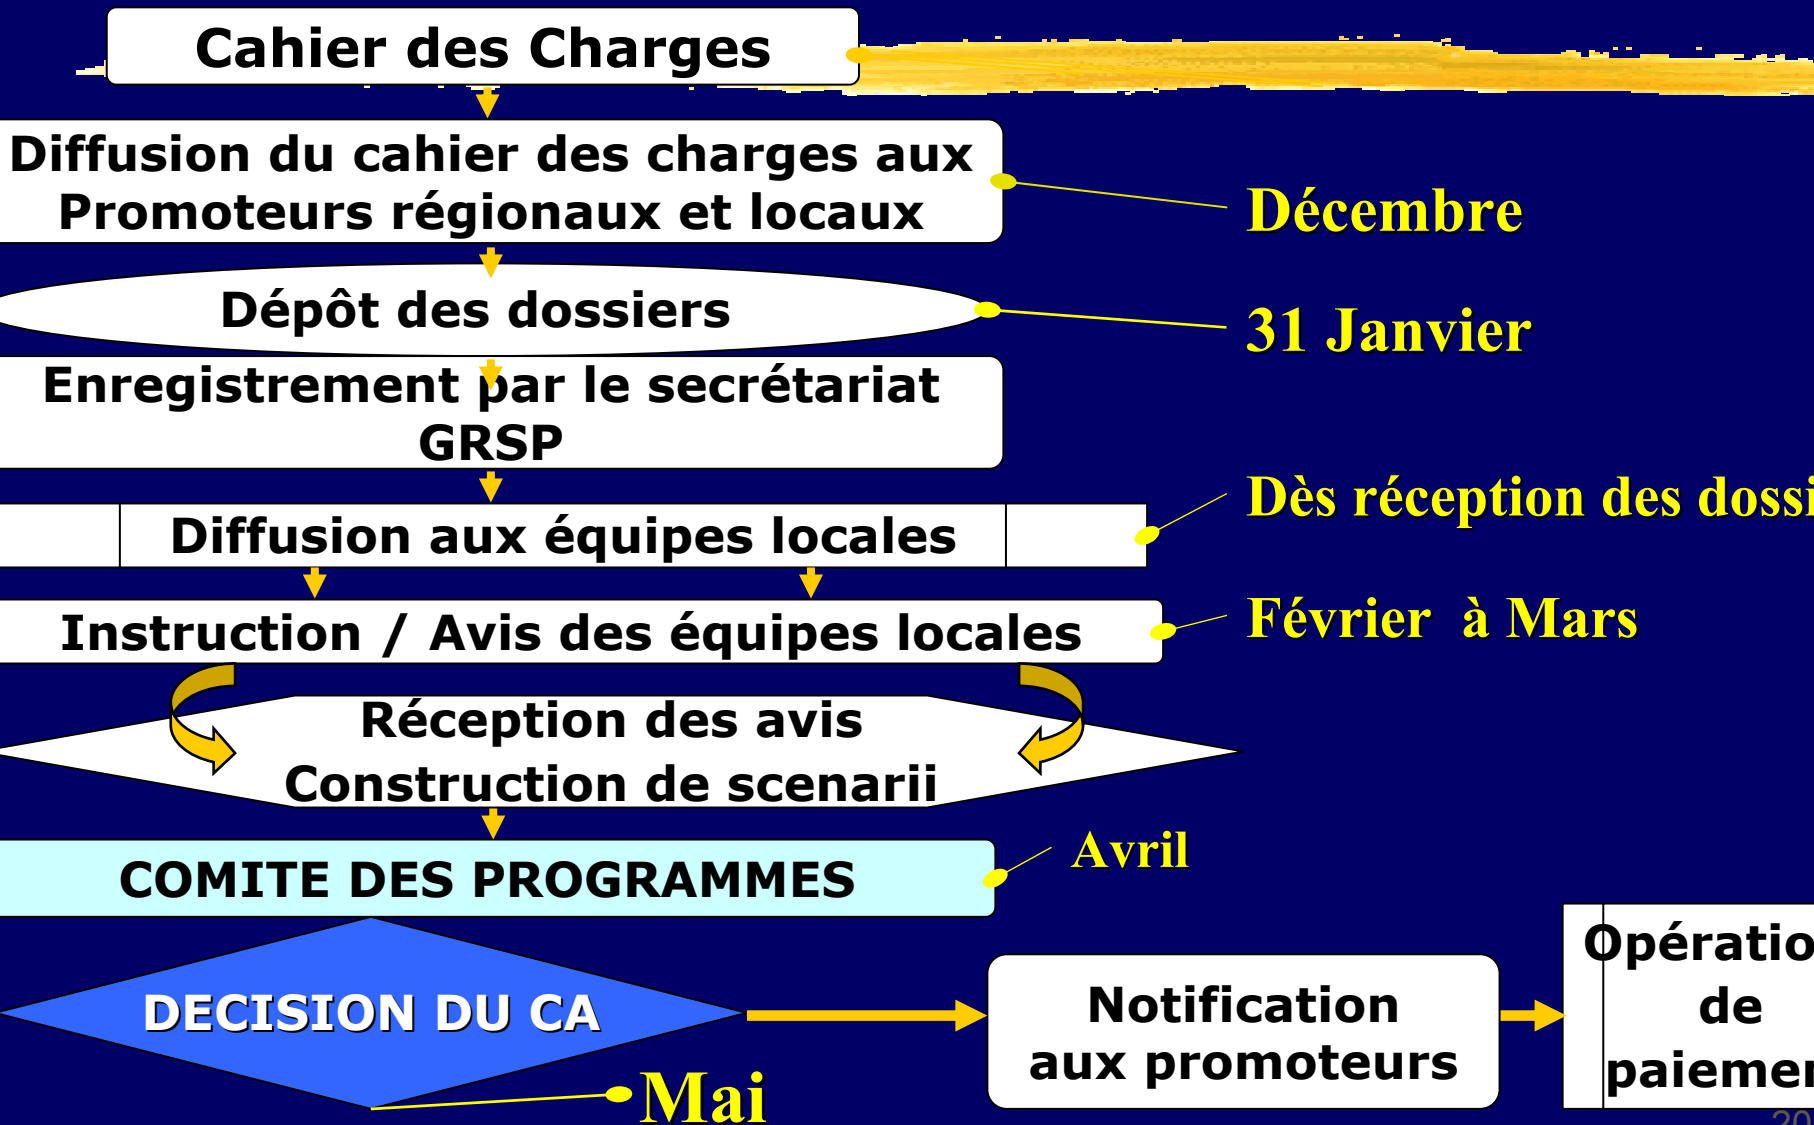 Cahier des Charges
Diffusion du cahier des charges aux
Promoteurs régionaux et locaux
Décembre
Dépôt des dossiers
31 Janvier
Enregistrement par le secrétariat
GRSP
Dès réception des dossi
Diffusion aux équipes locales
Instruction / Avis des équipes locales
Février à Mars
Réception des avis
Construction de scenarii
COMITE DES PROGRAMMES
Avril
DECISION DU CA
Mai
Notification
aux promoteurs
Opératio
de
paiemen
20